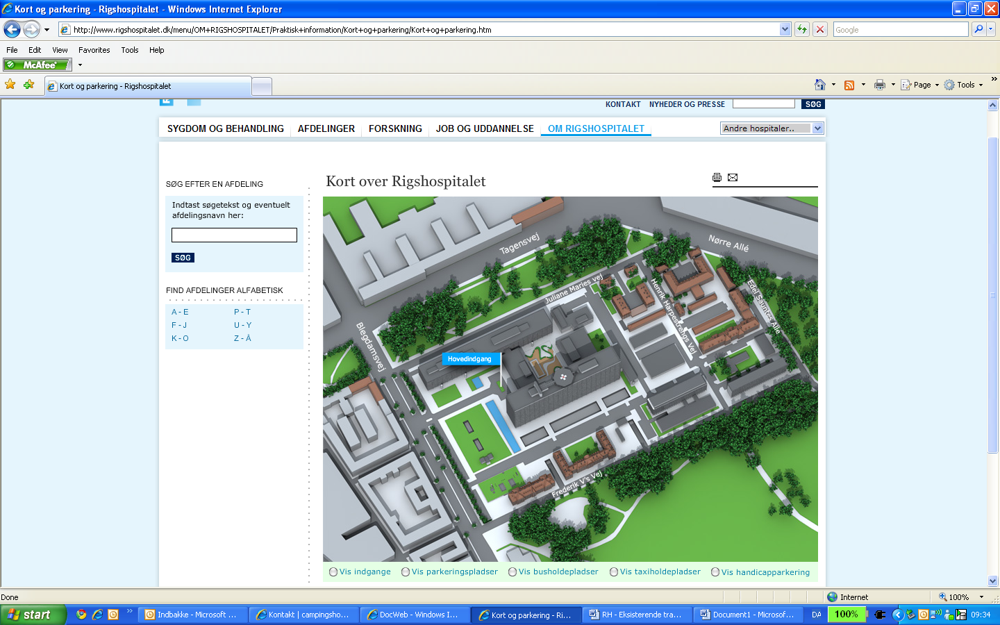 Kort og parkering - Rigshospitalet - Windows Internet Explorer
http://www.rigshospitalet.dk/menu/OM+RIGSHOSPITALET/Praktisk+information/Kort+og+parkering/Kort+og+parkering.htm
Google
File Edit View Favorites Tools Help
McAfee
Kort og parkering - Rigshospitalet
Page Tools »
KONTAKT NYHEDER OG PRESSE SØG
SYGDOM OG BEHANDLING AFDELINGER FORSKNING JOB OG UDDANNELSE OM RIGSHOSPITALET
Andre hospitaler..
SØG EFTER EN AFDELING
Indtast søgetekst og eventuelt
afdelingsnavn her:
SØG
FIND AFDELINGER ALFABETISK
A - E P - T
F - J U - Y
K - O Z - Å
Kort over Rigshospitalet
Tagensvej
Nørre Allé
Juliane Maries vej
Henrik Harpestrengs Vej
Edel Sauntes Allé
Blegdamsvej
Hovedindgang
Frederik V's Vej
Vis indgange Vis parkeringspladser Vis busholdepladser Vis taxiholdepladser Vis handicapparkering
Done Internet 100%
start » Indbakke - Microsoft ... Kontakt | campingsho... DocWeb - Windows I... Kort og parkering - Ri... RH - Eksisterende tra... Document1 - Microsof... DA 100% 09:34